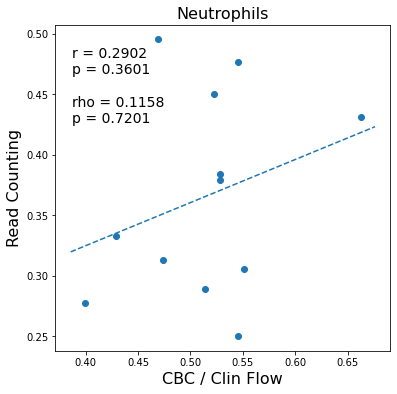 Neutrophils
r = 0.2902
p = 0.3601
rho = 0.1158
p = 0.7201
Read Counting
0.50
0.45
0.40
0.35
0.30
0.25
0.40
0.45
0.50
0.55
0.60
0.65
CBC / Clin Flow